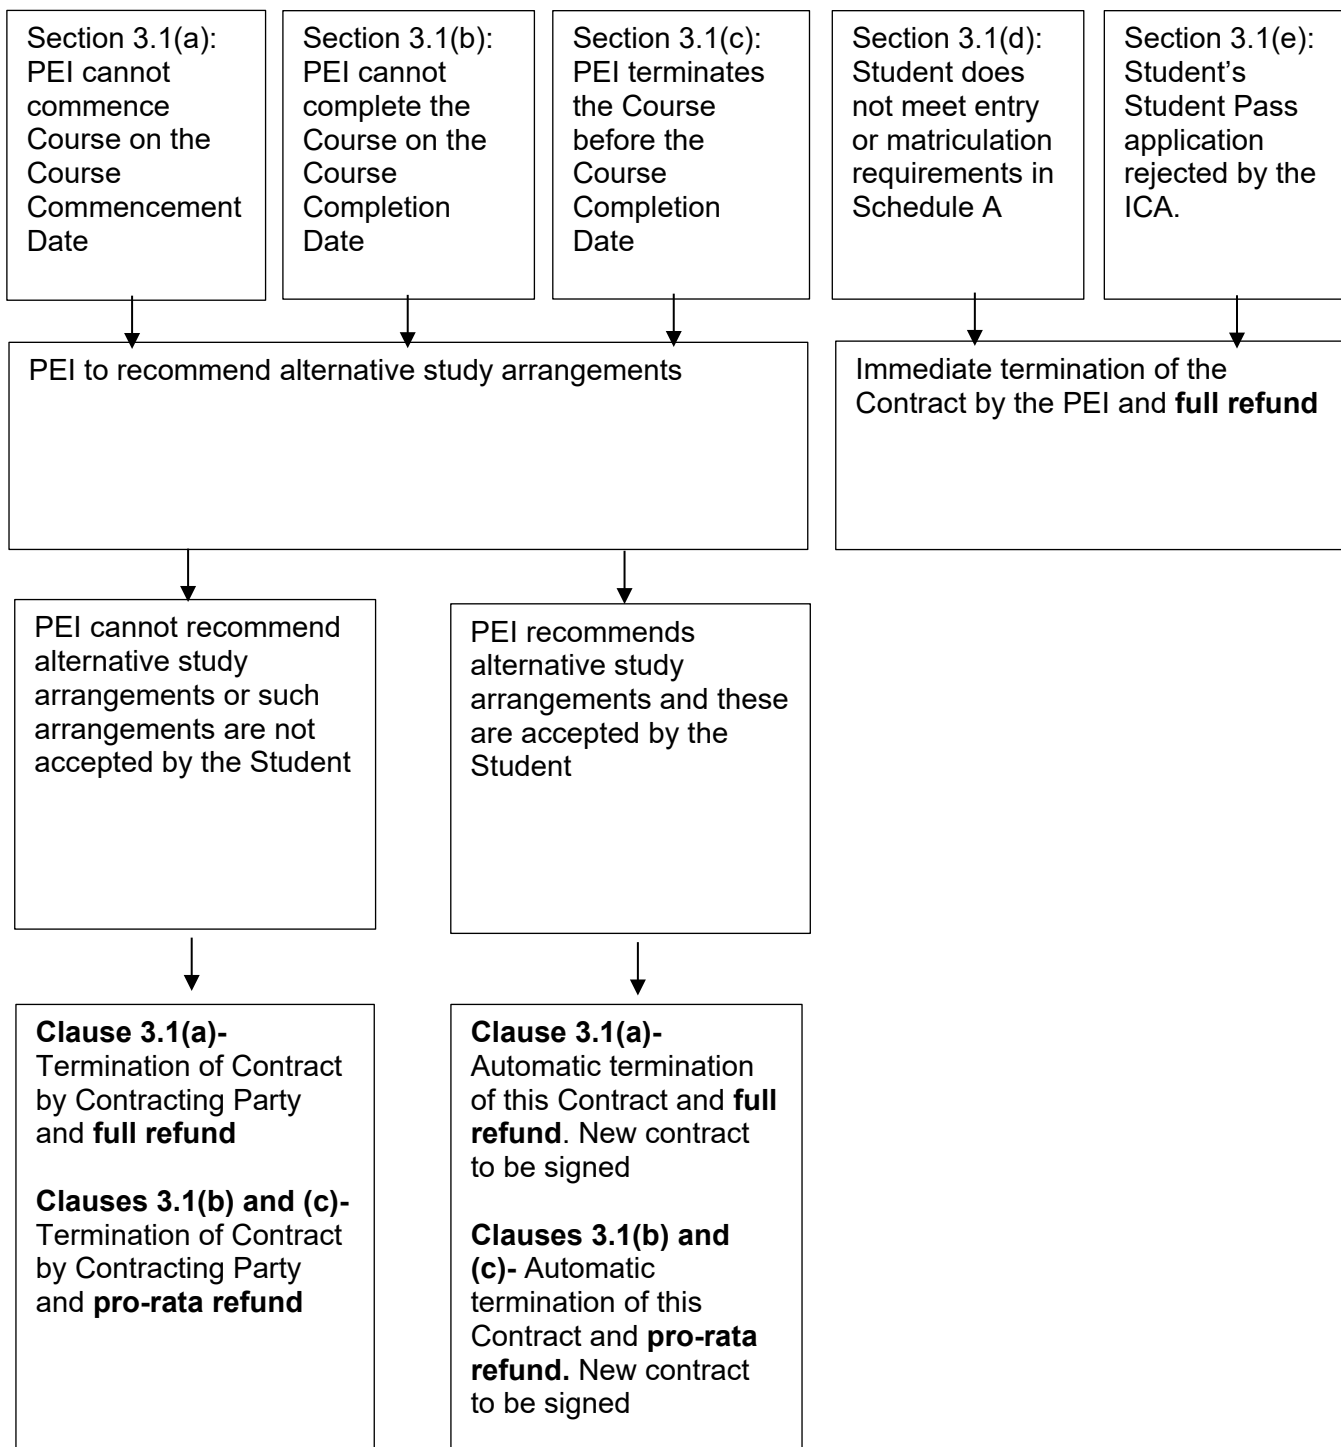 Section 3.1(a):
PEI cannot
commence
Course on the
Course
Commencement
Date
Section 3.1(b):
PEI cannot
complete the
Course on the
Course
Completion
Date
Section 3.1(c):
PEI terminates
the Course
before the
Course
Completion
Date
Section 3.1(d):
Student does
not meet entry
or matriculation
requirements in
Schedule A
Section 3.1(e):
Student’s
Student Pass
application
rejected by the
ICA.
PEI to recommend alternative study arrangements
Immediate termination of the
Contract by the PEI and full refund
PEI cannot recommend
alternative study
arrangements or such
arrangements are not
accepted by the Student
PEI recommends
alternative study
arrangements and these
are accepted by the
Student
Clause 3.1(a)-
Termination of Contract
by Contracting Party
and full refund
Clauses 3.1(b) and (c)-
Termination of Contract
by Contracting Party
and pro-rata refund
Clause 3.1(a)-
Automatic termination
of this Contract and full
refund. New contract
to be signed
Clauses 3.1(b) and
(c)- Automatic
termination of this
Contract and pro-rata
refund. New contract
to be signed